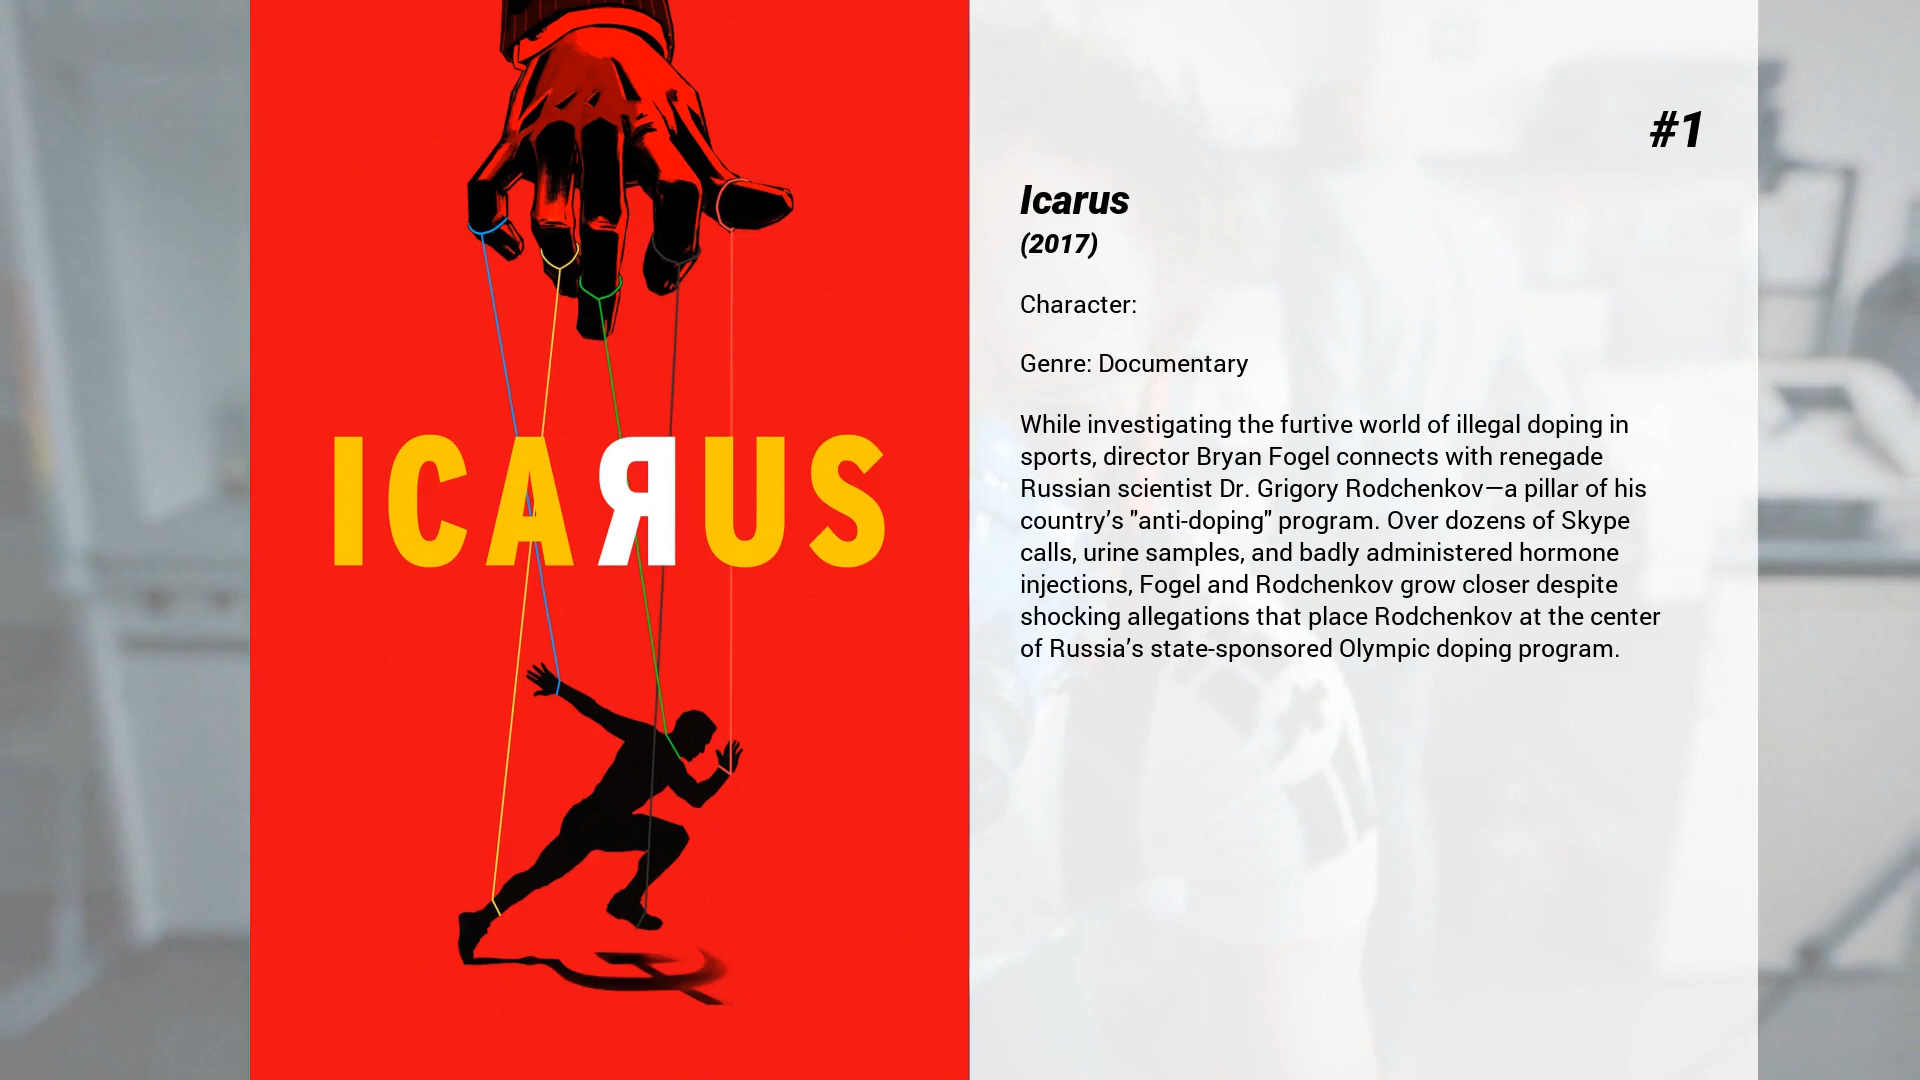 ICAЯUS
#1
Icarus
(2017)
Character:
Genre: Documentary
While investigating the furtive world of illegal doping in
sports, director Bryan Fogel connects with renegade
Russian scientist Dr. Grigory Rodchenkov—a pillar of his
country’s "anti-doping" program. Over dozens of Skype
calls, urine samples, and badly administered hormone
injections, Fogel and Rodchenkov grow closer despite
shocking allegations that place Rodchenkov at the center
of Russia’s state-sponsored Olympic doping program.